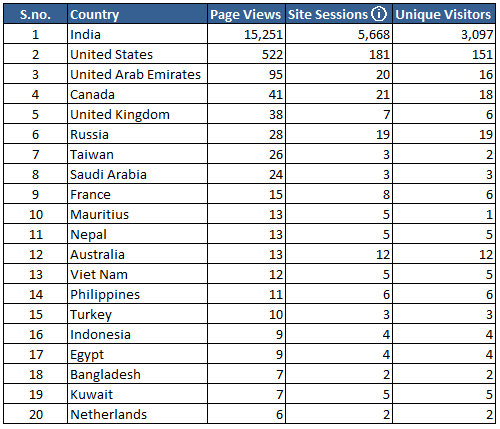 S.no. Country Page Views Site Sessions ⓘ Unique Visitors
1 India 15,251 5,668 3,097
2 United States 522 181 151
3 United Arab Emirates 95 20 16
4 Canada 41 21 18
5 United Kingdom 38 7 6
6 Russia 28 19 19
7 Taiwan 26 3 2
8 Saudi Arabia 24 3 3
9 France 15 8 6
10 Mauritius 13 5 1
11 Nepal 13 5 5
12 Australia 13 12 12
13 Viet Nam 12 5 5
14 Philippines 11 6 6
15 Turkey 10 3 3
16 Indonesia 9 4 4
17 Egypt 9 4 4
18 Bangladesh 7 2 2
19 Kuwait 7 5 5
20 Netherlands 6 2 2